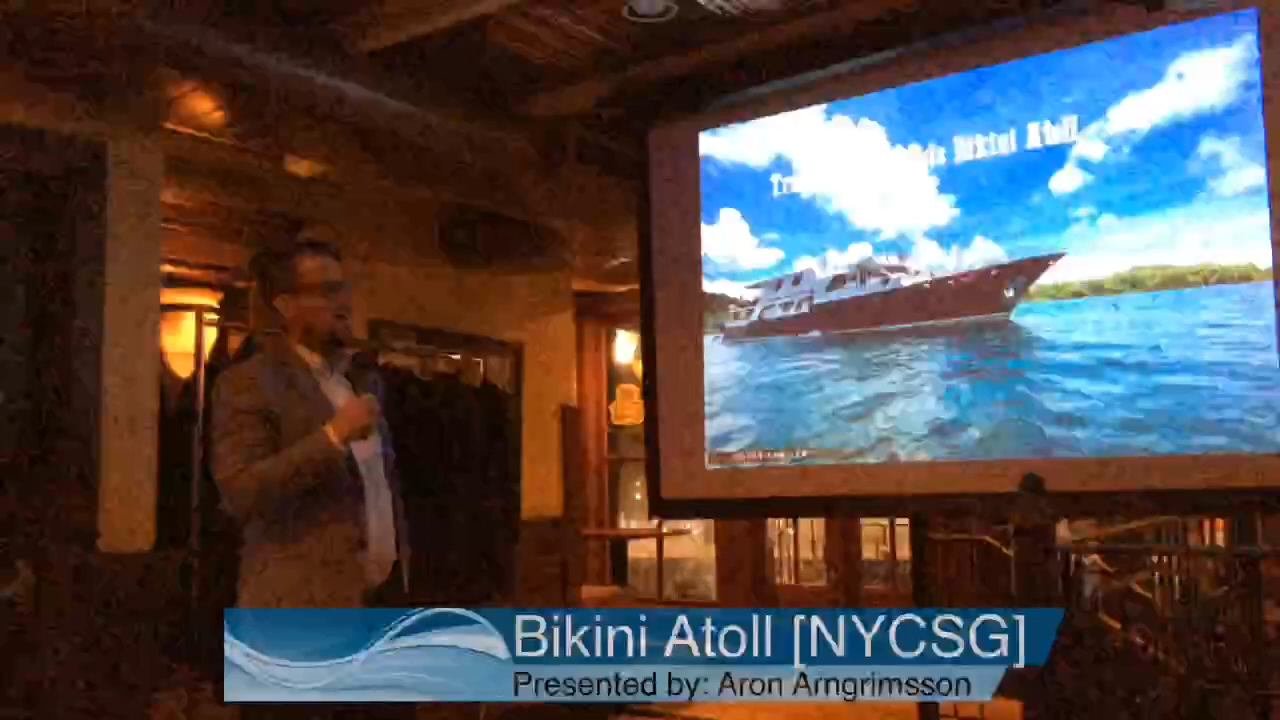 Bikini Atoll
Bikini Atoll [NYCSG]
Presented by: Aron Arngrimsson